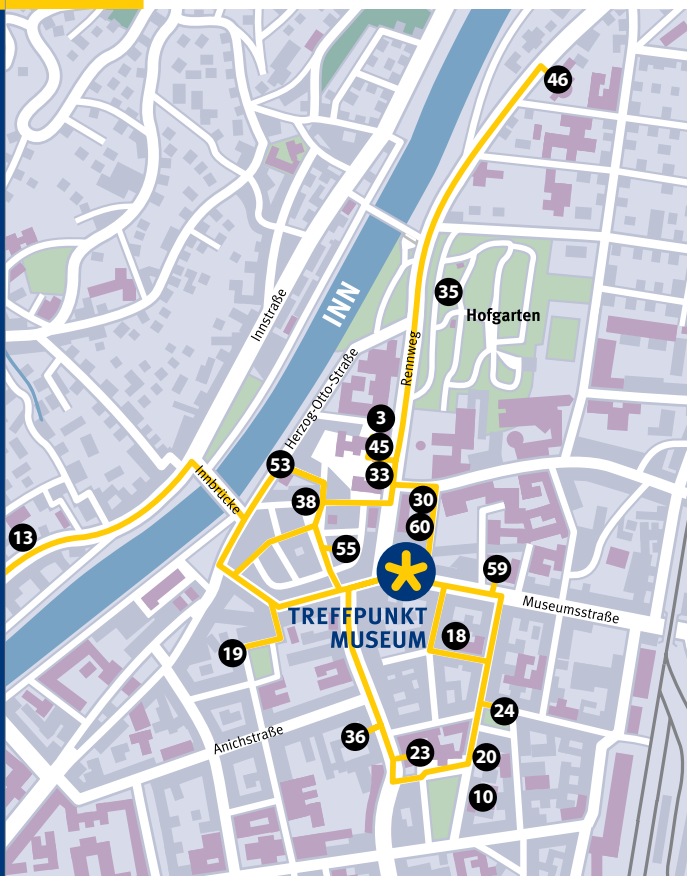 46
35
Hofgarten
INN
Innstraße
Rennweg
Herzog-Otto-Straße
3
45
33
53
Innbrücke
38
30
60
13
55
59
Museumsstraße
TREFFPUNKT
MUSEUM
18
19
24
Anichstraße
36
23
20
10